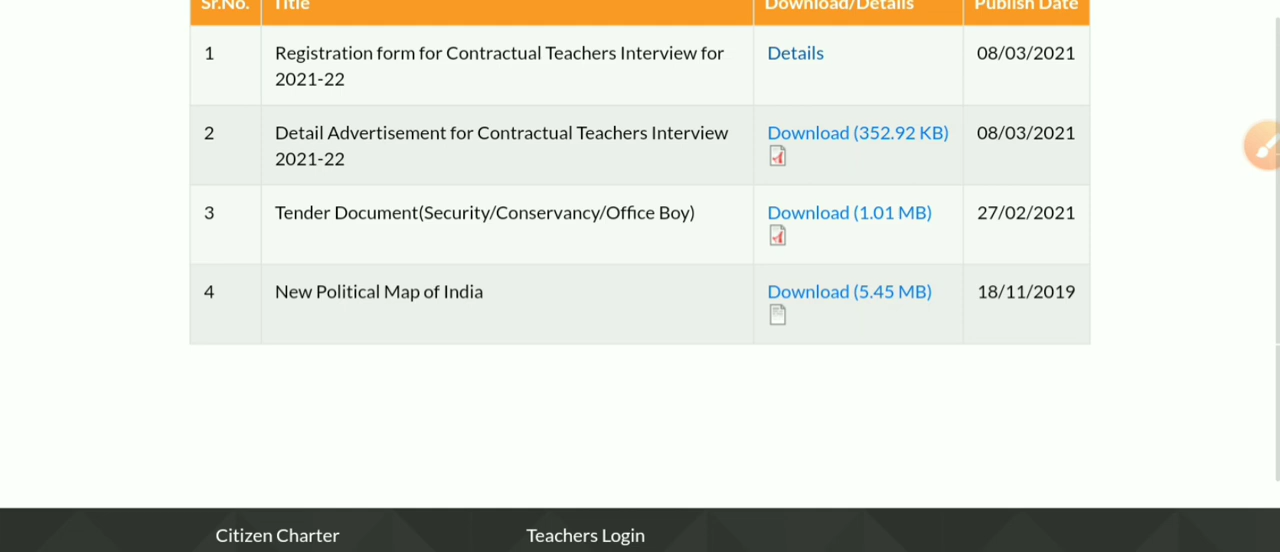 Sr.No. Title Download/Details Publish Date
1 Registration form for Contractual Teachers Interview for Details 08/03/2021
2021-22
2 Detail Advertisement for Contractual Teachers Interview Download (352.92 KB) 08/03/2021
2021-22
3 Tender Document(Security/Conservancy/Office Boy) Download (1.01 MB) 27/02/2021
4 New Political Map of India Download (5.45 MB) 18/11/2019
Citizen Charter Teachers Login